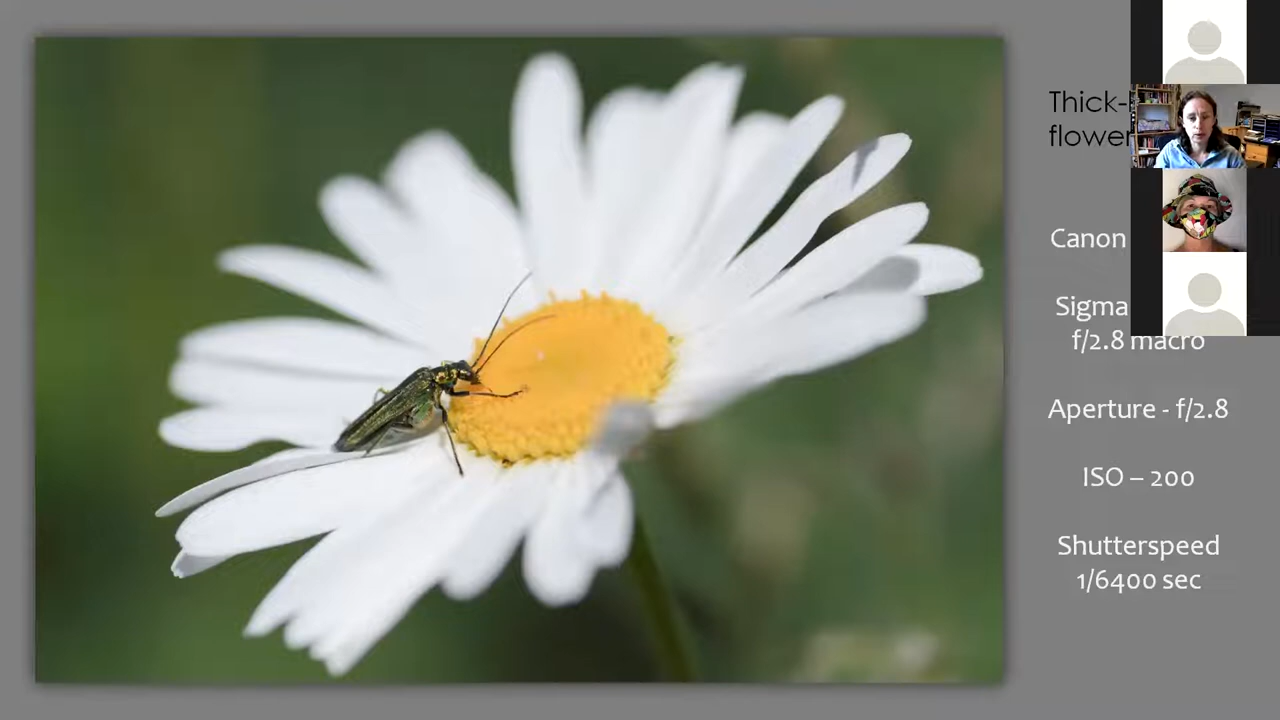 Thick-
flower
Canon
Sigma
f/2.8 macro
Aperture - f/2.8
ISO – 200
Shutterspeed
1/6400 sec